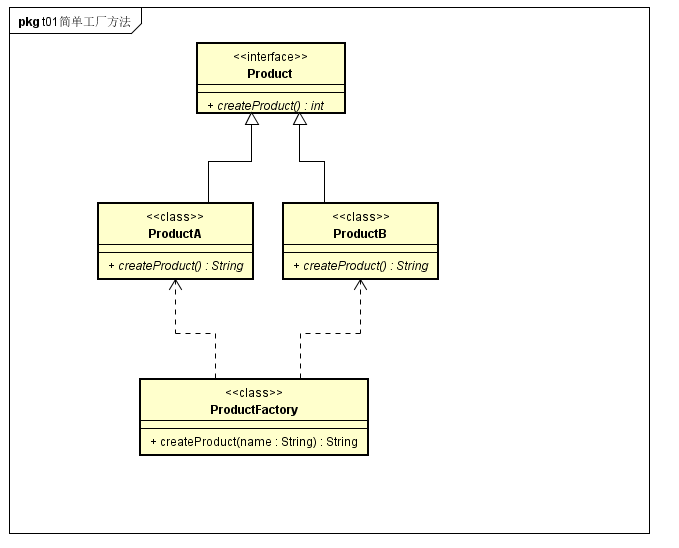 pkg t01简单工厂方法
<<interface>>
Product
+ createProduct() : int
<<class>>
ProductA
+ createProduct() : String
<<class>>
ProductB
+ createProduct() : String
<<class>>
ProductFactory
+ createProduct(name : String) : String